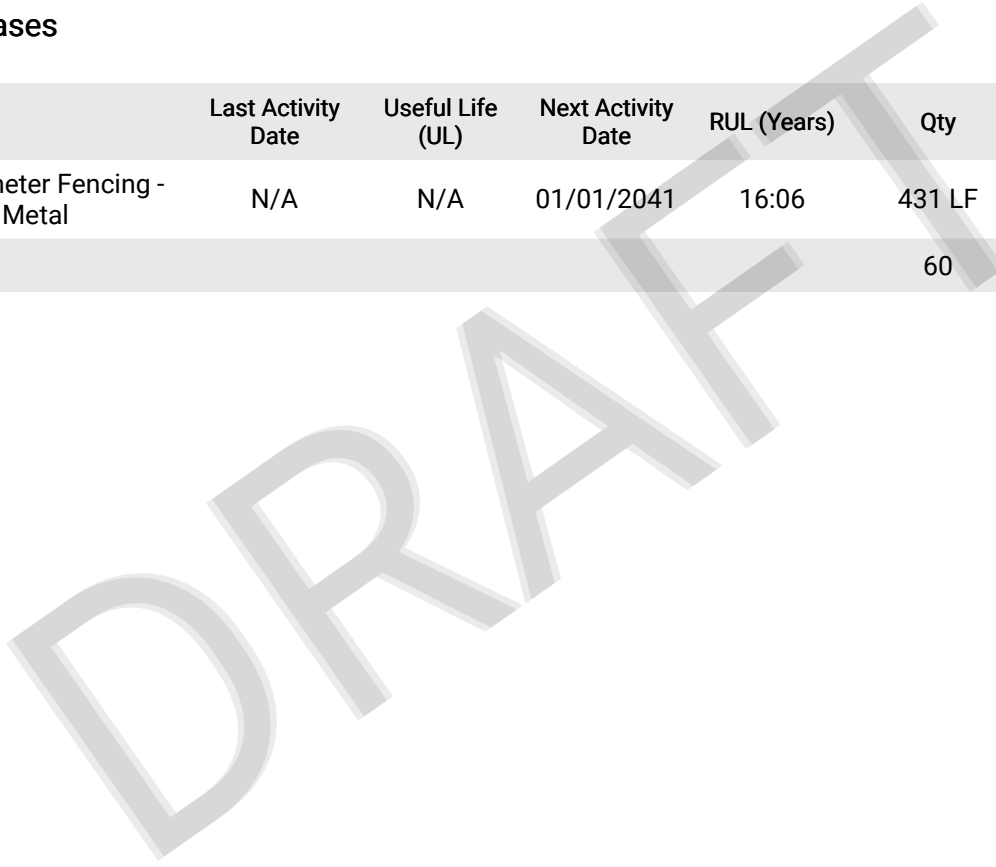 ases
Last Activity Date Useful Life (UL) Next Activity Date RUL (Years) Qty
neter Fencing - Metal N/A N/A 01/01/2041 16:06 431 LF
60
DRAFT